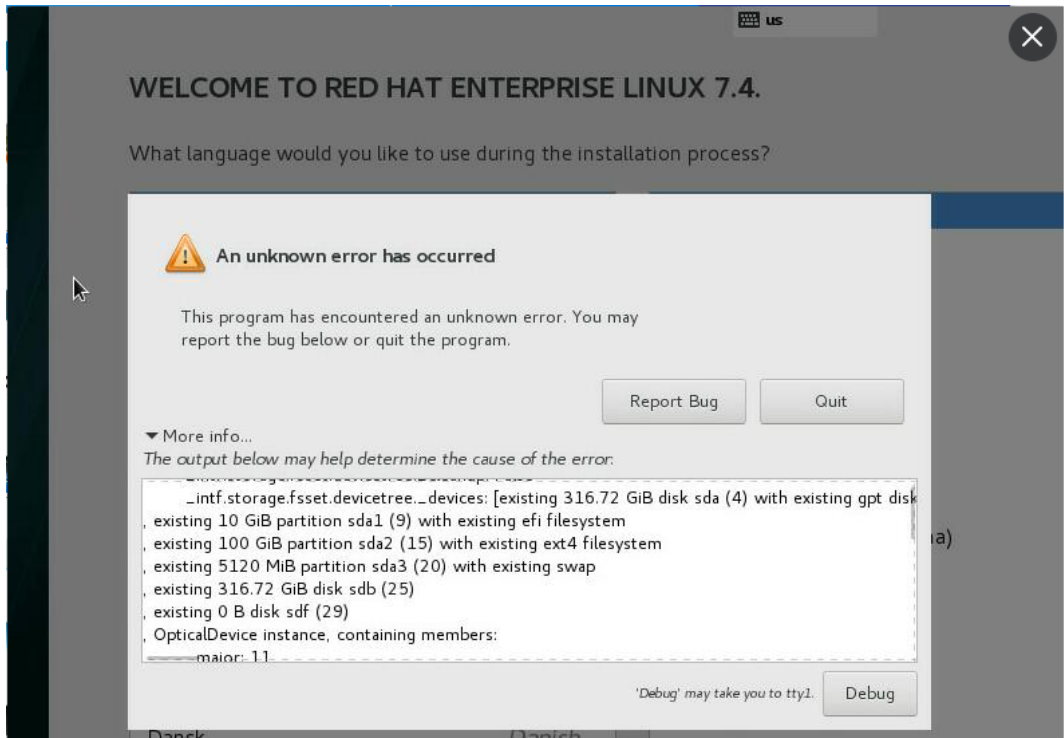 us
WELCOME TO RED HAT ENTERPRISE LINUX 7.4.
What language would you like to use during the installation process?
An unknown error has occurred
This program has encountered an unknown error. You may
report the bug below or quit the program.
Report Bug
Quit
More info...
The output below may help determine the cause of the error:
_intf.storage.fsset.devicetree._devices: [existing 316.72 GiB disk sda (4) with existing gpt disk
, existing 10 GiB partition sda1 (9) with existing efi filesystem
, existing 100 GiB partition sda2 (15) with existing ext4 filesystem
, existing 5120 MiB partition sda3 (20) with existing swap
, existing 316.72 GiB disk sdb (25)
, existing 0 B disk sdf (29)
, OpticalDevice instance, containing members:
major: 11
'Debug' may take you to tty1.
Debug
Dansk
Danish